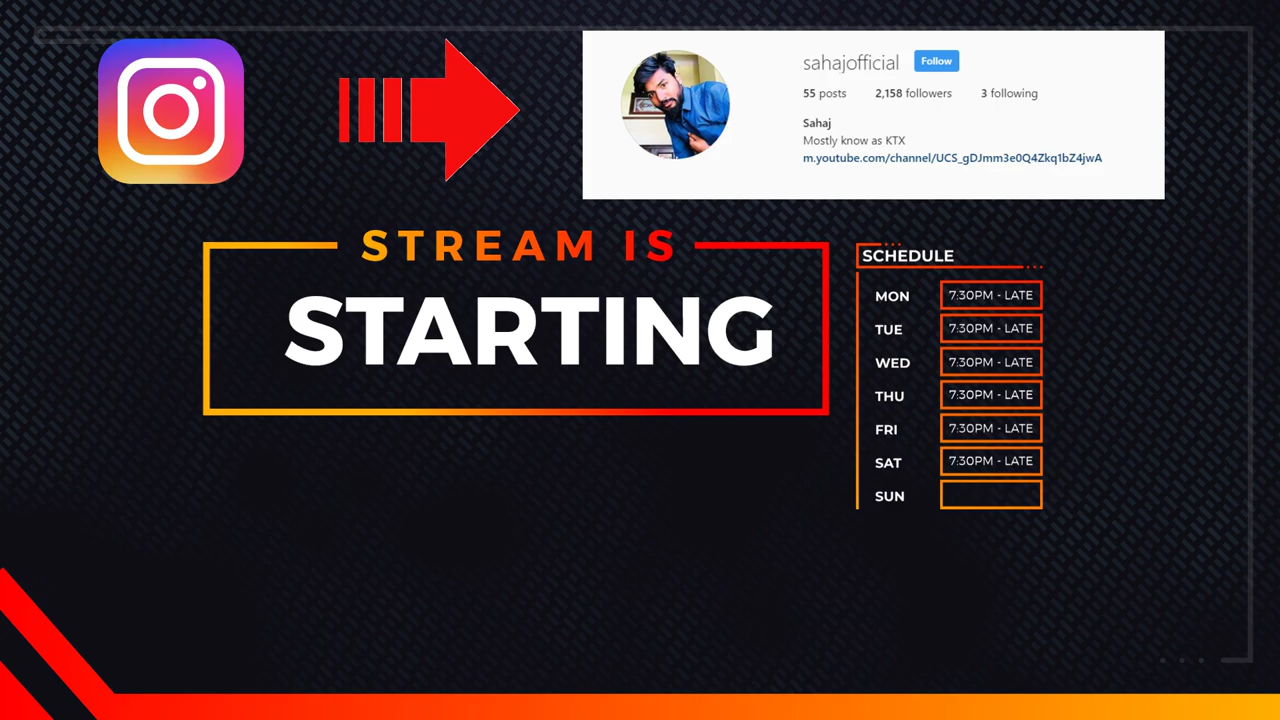 sahajofficial Follow
55 posts 2,158 followers 3 following
Sahaj
Mostly know as KTX
m.youtube.com/channel/UCS_gDJmm3e0Q4Zkq1bZ4jwA
STREAM IS
STARTING
SCHEDULE
MON 7:30PM - LATE
TUE 7:30PM - LATE
WED 7:30PM - LATE
THU 7:30PM - LATE
FRI 7:30PM - LATE
SAT 7:30PM - LATE
SUN